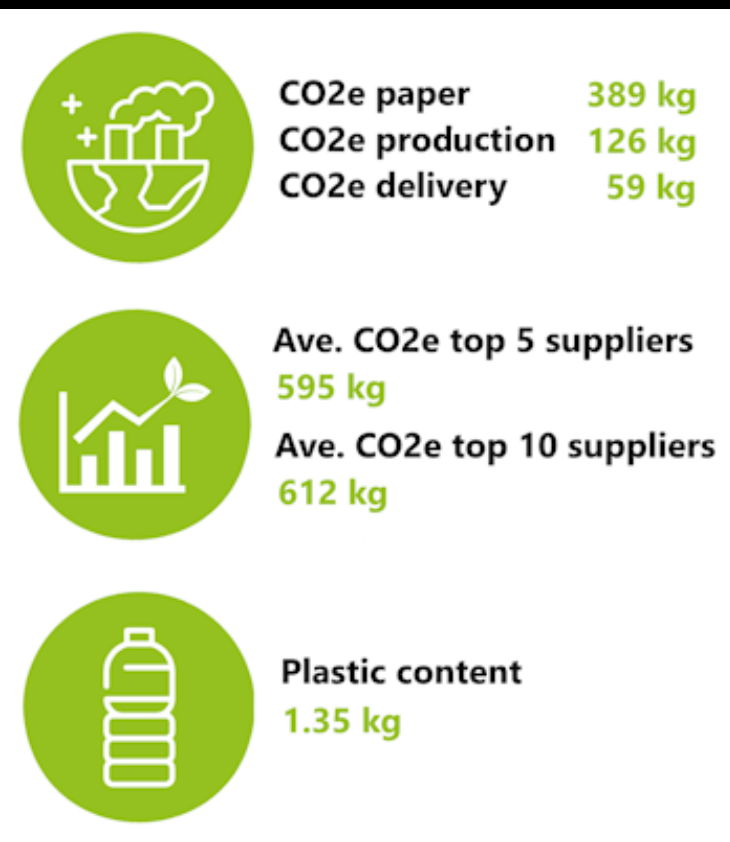 CO2e paper 389 kg
CO2e production 126 kg
CO2e delivery 59 kg
Ave. CO2e top 5 suppliers
595 kg
Ave. CO2e top 10 suppliers
612 kg
Plastic content
1.35 kg